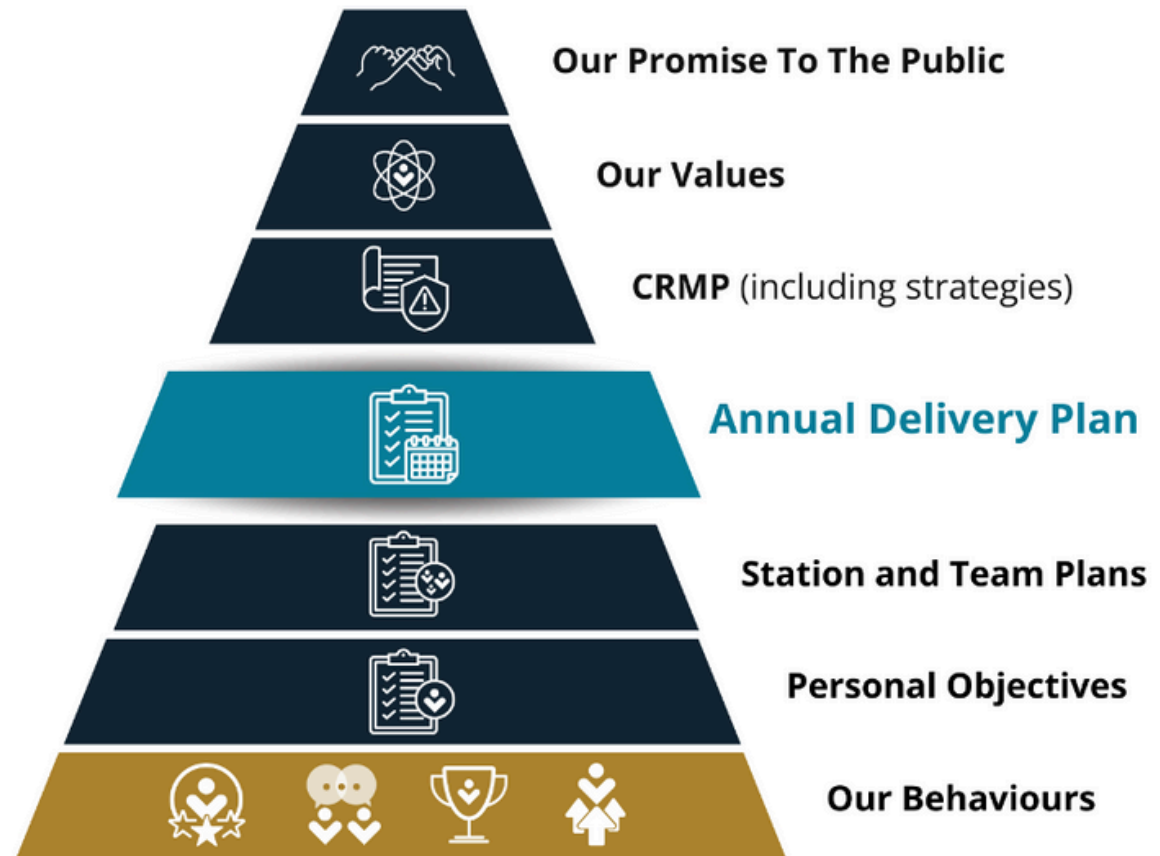 Our Promise To The Public
Our Values
CRMP (including strategies)
Annual Delivery Plan
Station and Team Plans
Personal Objectives
Our Behaviours